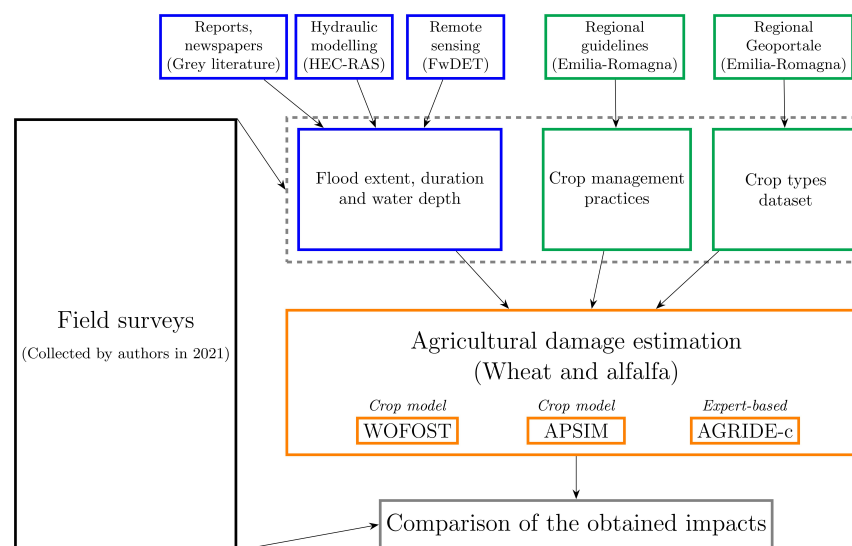 Reports,
newspapers
(Grey literature)
Hydraulic
modelling
(HEC-RAS)
Remote
sensing
(FwDET)
Regional
guidelines
(Emilia-Romagna)
Regional
Geoportale
(Emilia-Romagna)
Flood extent, duration
and water depth
Crop management
practices
Crop types
dataset
Field surveys
(Collected by authors in 2021)
Agricultural damage estimation
(Wheat and alfalfa)
Crop model
WOFOST
Crop model
APSIM
Expert-based
AGRIDE-c
Comparison of the obtained impacts